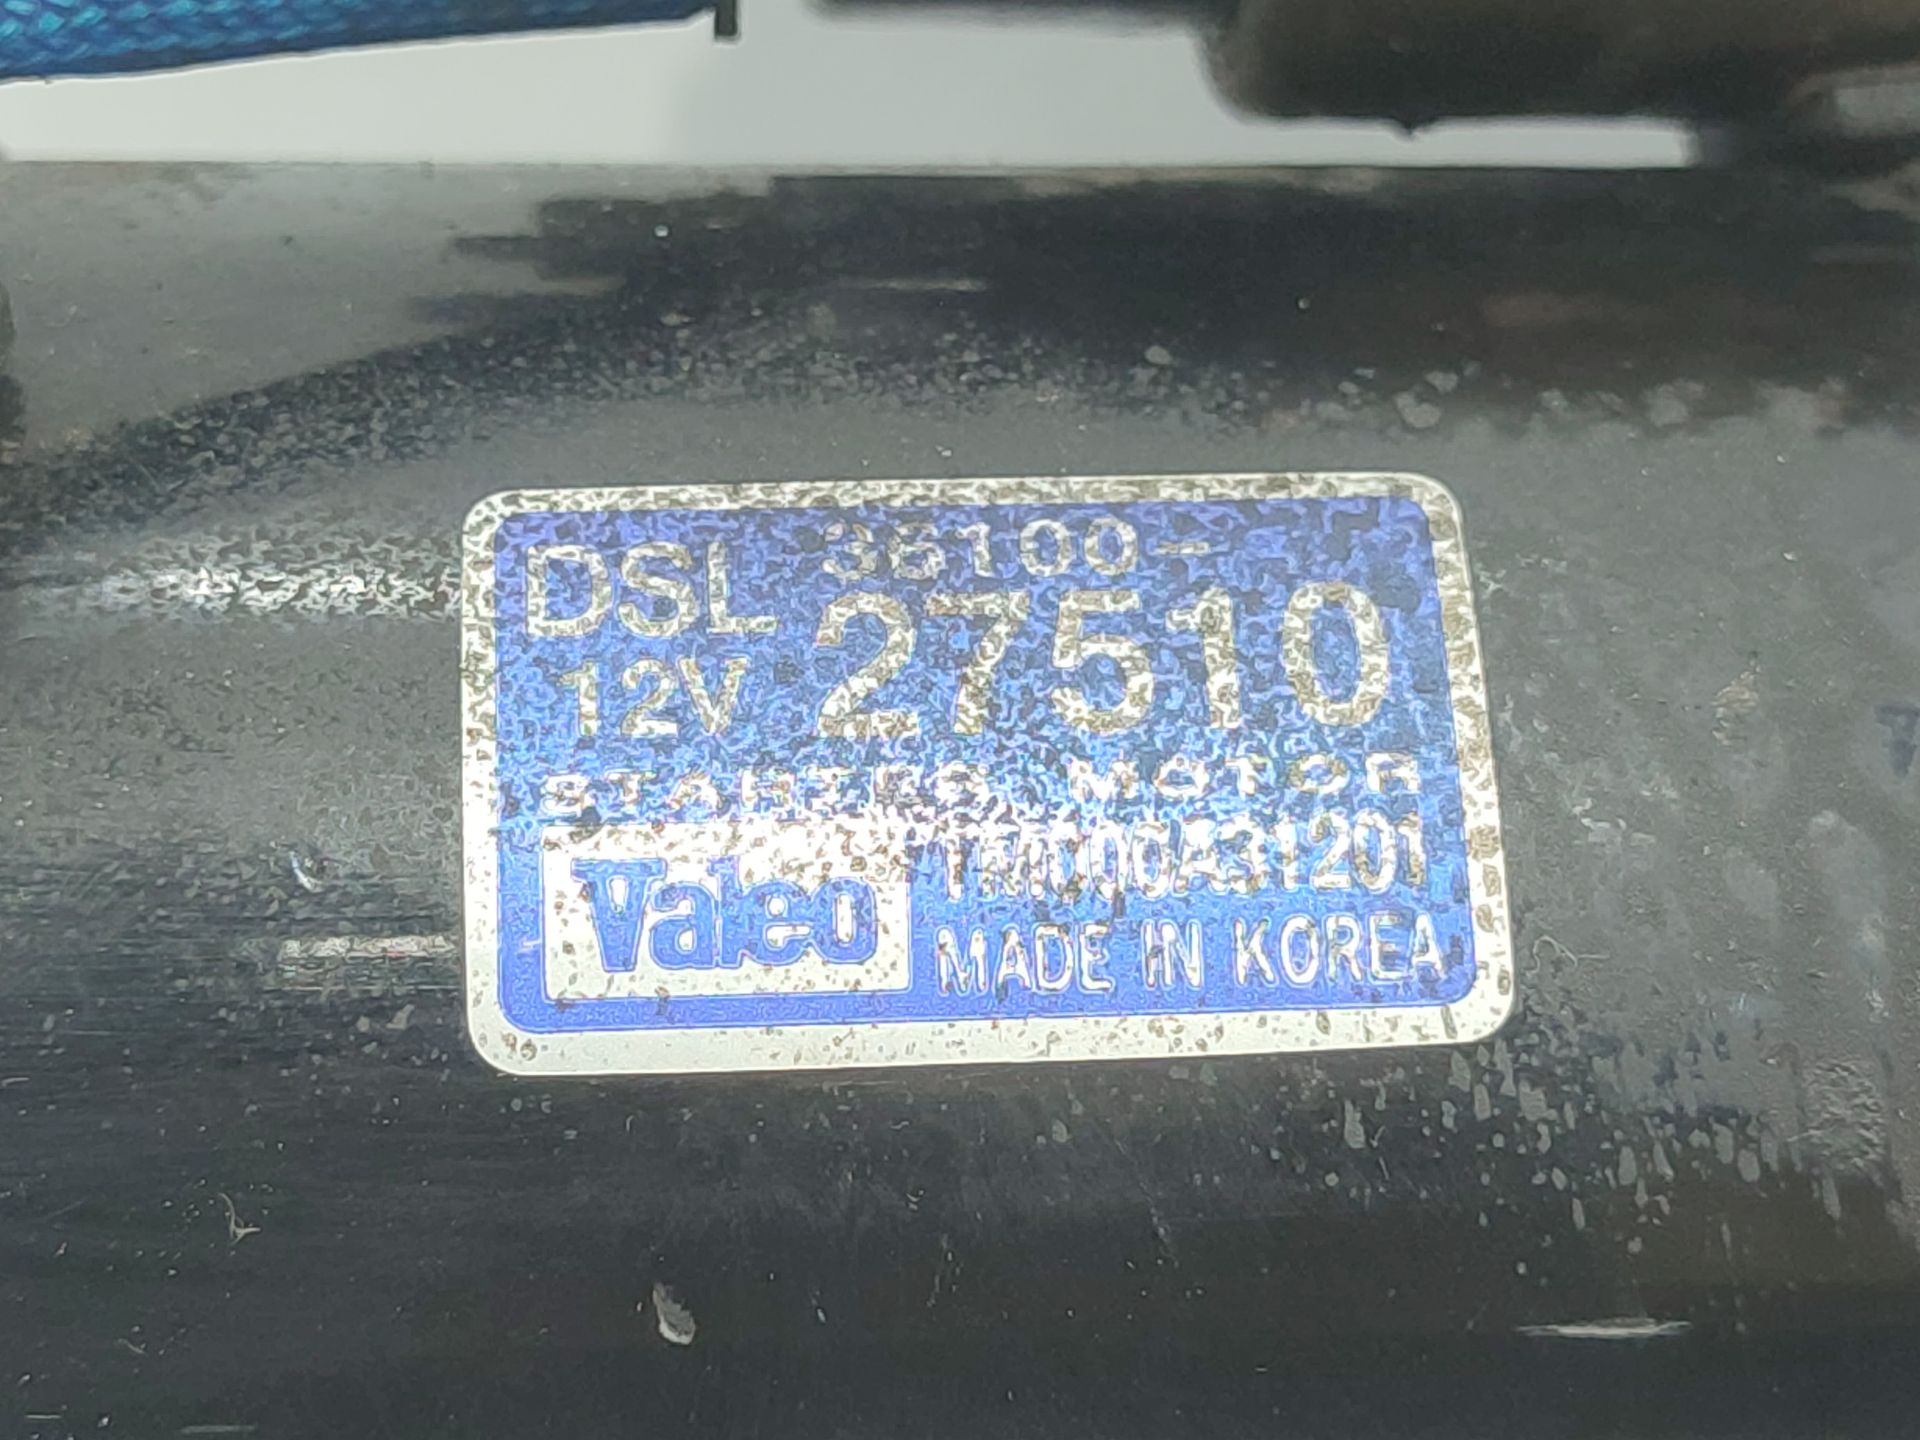 DSL 36100-
12V 27510
STARTER MOTOR
Valeo TM000A31201
MADE IN KOREA